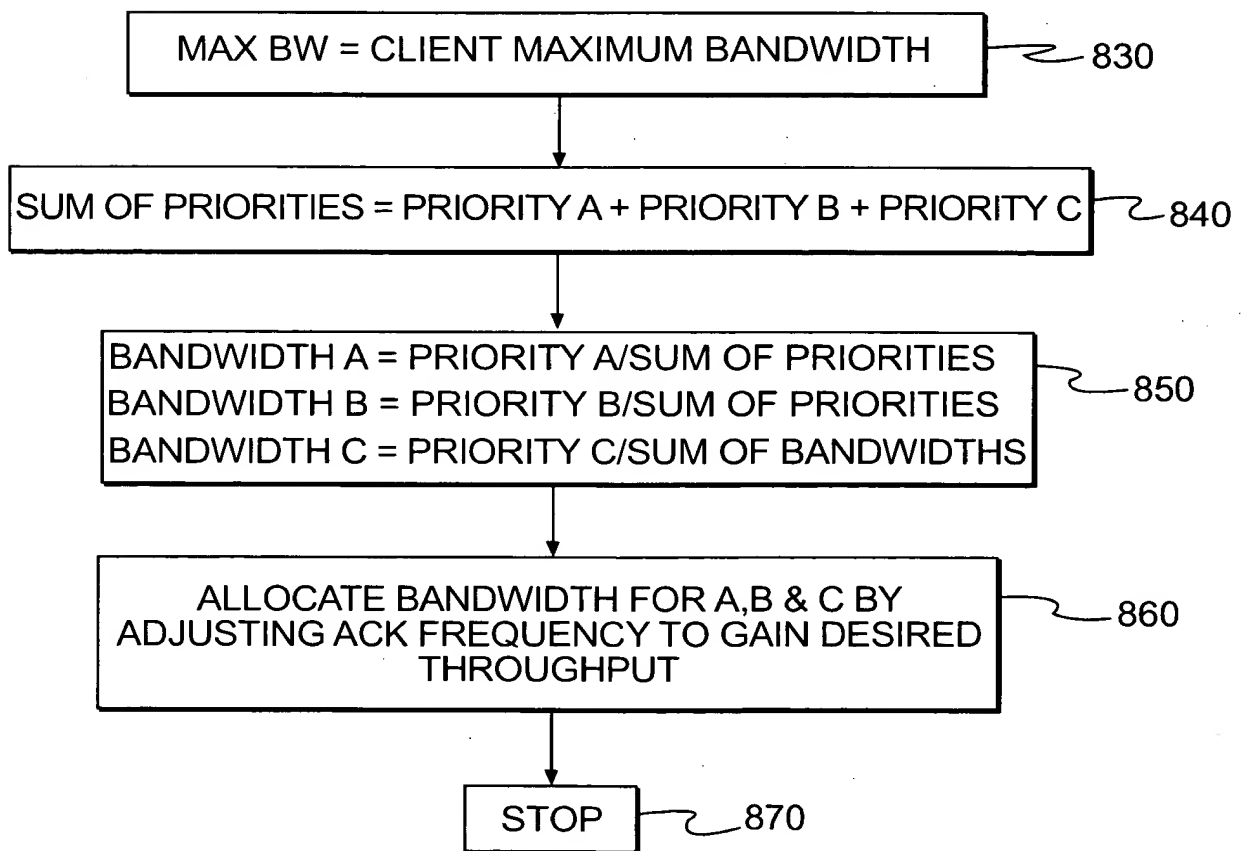 MAX BW = CLIENT MAXIMUM BANDWIDTH
830
SUM OF PRIORITIES = PRIORITY A + PRIORITY B + PRIORITY C
840
BANDWIDTH A = PRIORITY A/SUM OF PRIORITIES
BANDWIDTH B = PRIORITY B/SUM OF PRIORITIES
BANDWIDTH C = PRIORITY C/SUM OF BANDWIDTHS
850
ALLOCATE BANDWIDTH FOR A,B & C BY
ADJUSTING ACK FREQUENCY TO GAIN DESIRED
THROUGHPUT
860
STOP
870